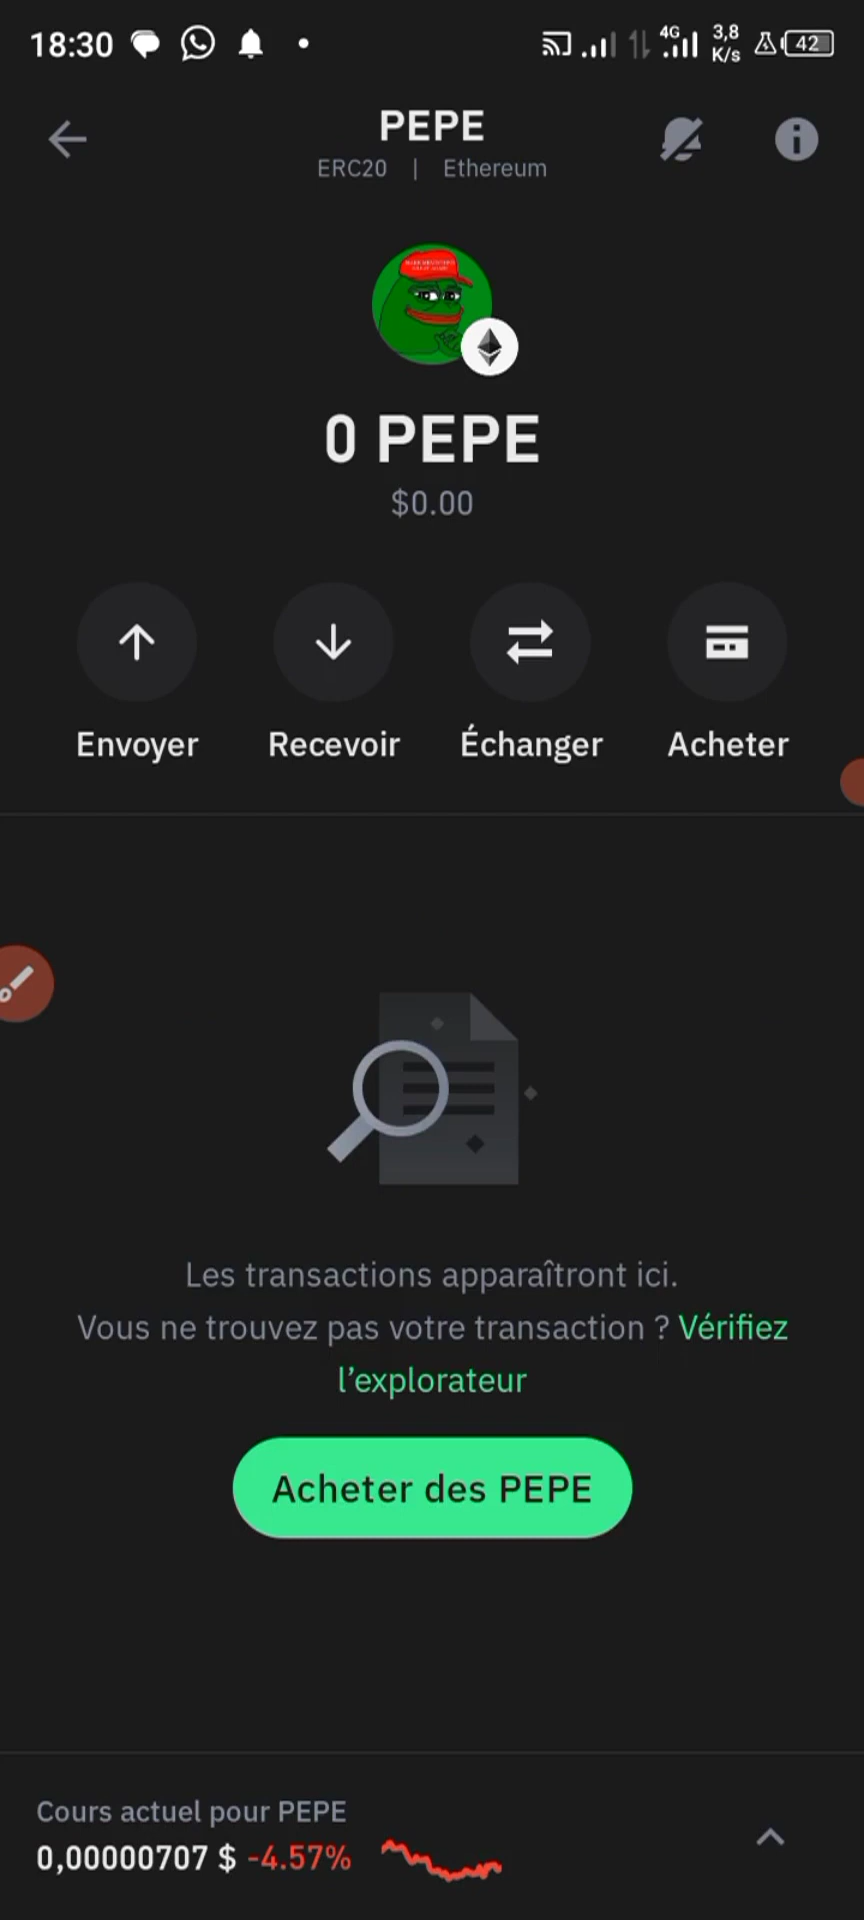 18:30
4G
3,8
K/s
42
PEPE
ERC20 | Ethereum
0 PEPE
$0.00
Envoyer Recevoir Échanger Acheter
Les transactions apparaîtront ici.
Vous ne trouvez pas votre transaction ? Vérifiez
l’explorateur
Acheter des PEPE
Cours actuel pour PEPE
0,00000707 $ -4.57%